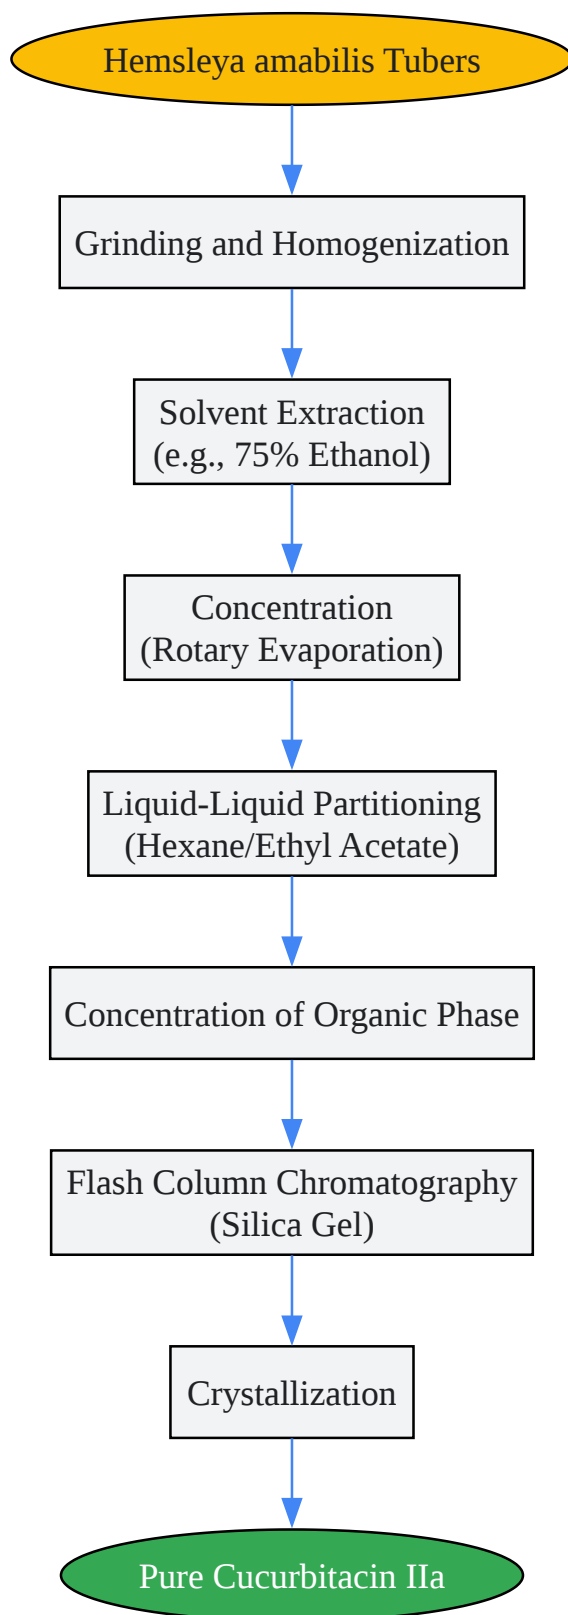 Hemsleya amabilis Tubers
Grinding and Homogenization
Solvent Extraction
(e.g., 75% Ethanol)
Concentration
(Rotary Evaporation)
Liquid-Liquid Partitioning
(Hexane/Ethyl Acetate)
Concentration of Organic Phase
Flash Column Chromatography
(Silica Gel)
Crystallization
Pure Cucurbitacin IIa